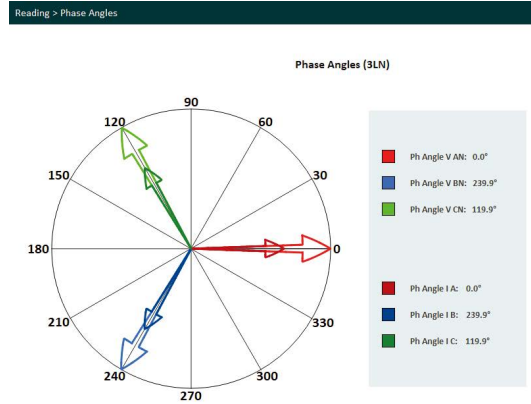 Reading > Phase Angles
Phase Angles (3LN)
90
120
60
150
30
180
0
210
330
240
300
270
Ph Angle V AN: 0.0°
Ph Angle V BN: 239.9°
Ph Angle V CN: 119.9°
Ph Angle I A: 0.0°
Ph Angle I B: 239.9°
Ph Angle I C: 119.9°